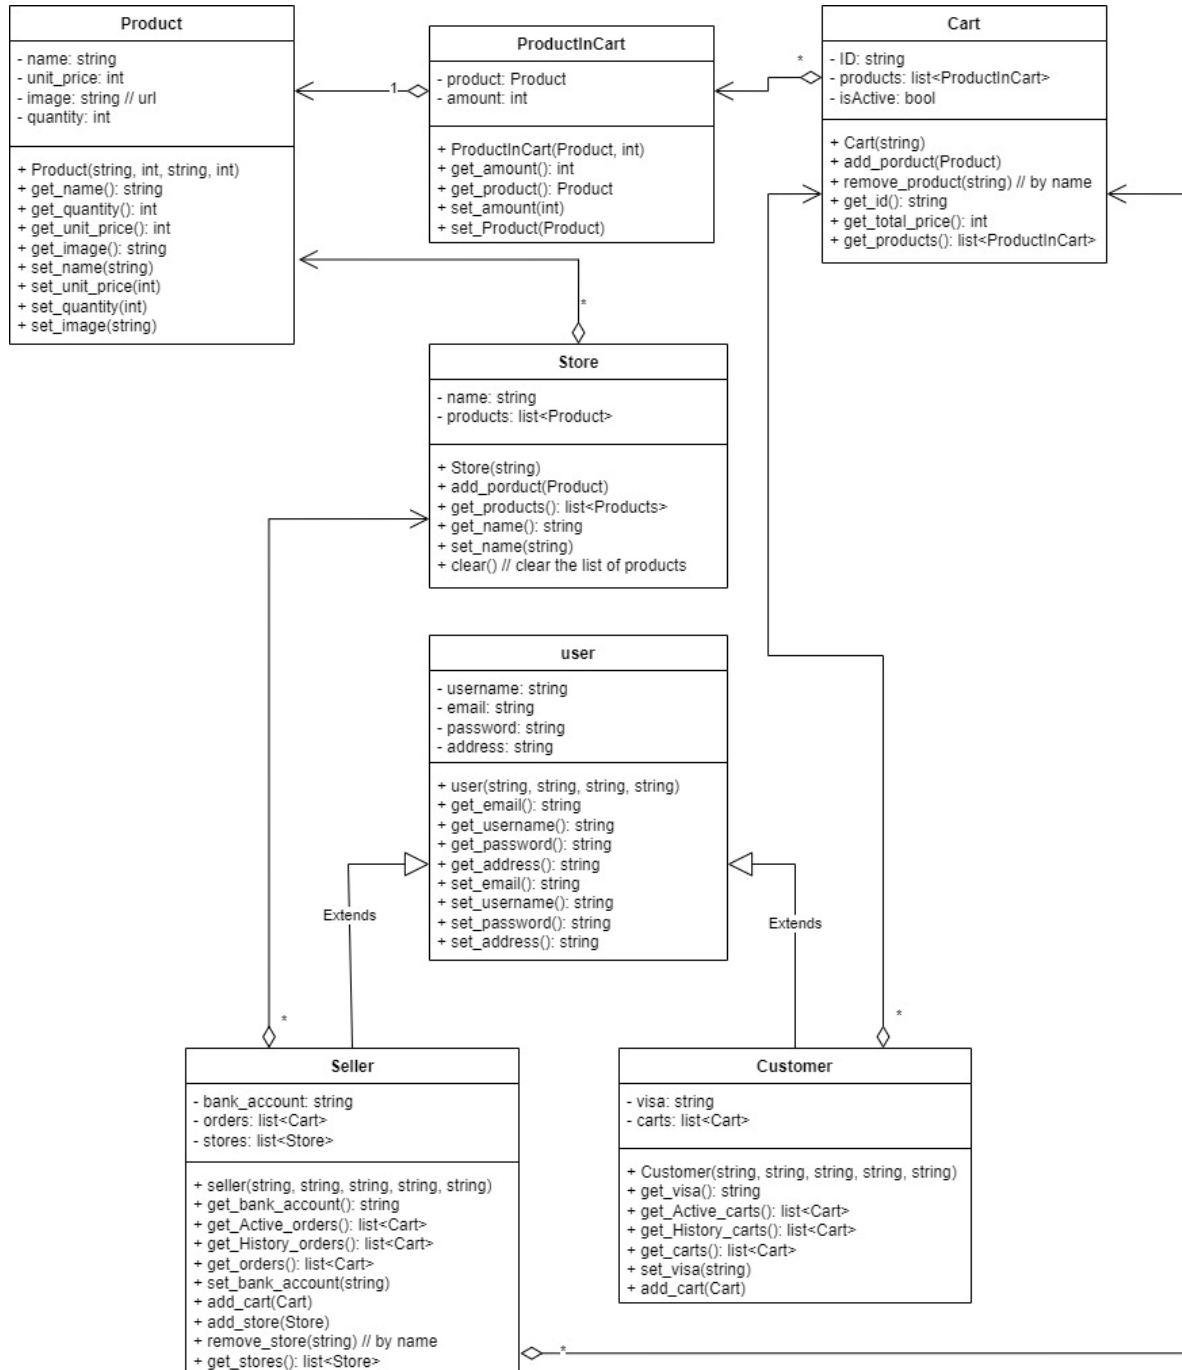 Product
- name: string
- unit_price: int
- image: string // url
- quantity: int
+ Product(string, int, string, int)
+ get_name(): string
+ get_quantity(): int
+ get_unit_price(): int
+ get_image(): string
+ set_name(string)
+ set_unit_price(int)
+ set_quantity(int)
+ set_image(string)
1
ProductInCart
- product: Product
- amount: int
+ ProductInCart(Product, int)
+ get_amount(): int
+ get_product(): Product
+ set_amount(int)
+ set_Product(Product)
*
Cart
- ID: string
- products: list<ProductInCart>
- isActive: bool
+ Cart(string)
+ add_porduct(Product)
+ remove_product(string) // by name
+ get_id(): string
+ get_total_price(): int
+ get_products(): list<ProductInCart>
*
Store
- name: string
- products: list<Product>
+ Store(string)
+ add_porduct(Product)
+ get_products(): list<Products>
+ get_name(): string
+ set_name(string)
+ clear() // clear the list of products
user
- username: string
- email: string
- password: string
- address: string
+ user(string, string, string, string)
+ get_email(): string
+ get_username(): string
+ get_password(): string
+ get_address(): string
+ set_email(): string
+ set_username(): string
+ set_password(): string
+ set_address(): string
Extends
Extends
*
*
Seller
- bank_account: string
- orders: list<Cart>
- stores: list<Store>
+ seller(string, string, string, string, string)
+ get_bank_account(): string
+ get_Active_orders(): list<Cart>
+ get_History_orders(): list<Cart>
+ get_orders(): list<Cart>
+ set_bank_account(string)
+ add_cart(Cart)
+ add_store(Store)
+ remove_store(string) // by name
+ get_stores(): list<Store>
*
Customer
- visa: string
- carts: list<Cart>
+ Customer(string, string, string, string, string)
+ get_visa(): string
+ get_Active_carts(): list<Cart>
+ get_History_carts(): list<Cart>
+ get_carts(): list<Cart>
+ set_visa(string)
+ add_cart(Cart)